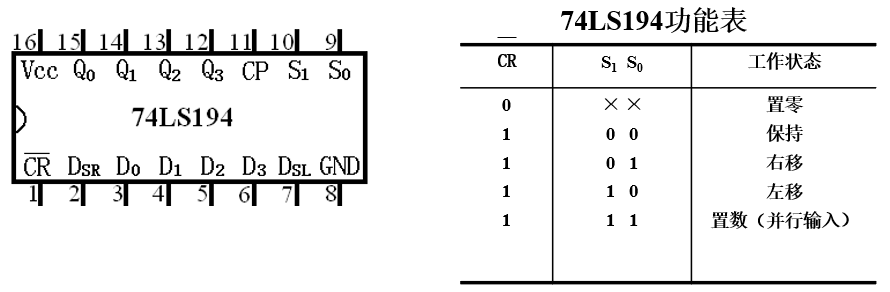 16 15 14 13 12 11 10 9
Vcc Q₀ Q₁ Q₂ Q₃ CP S₁ S₀
74LS194
C̅R̅ DSR D₀ D₁ D₂ D₃ DSL GND
1 2 3 4 5 6 7 8
74LS194功能表
C̅R̅ S₁ S₀ 工作状态
0 ×× 置零
1 0 0 保持
1 0 1 右移
1 1 0 左移
1 1 1 置数（并行输入）